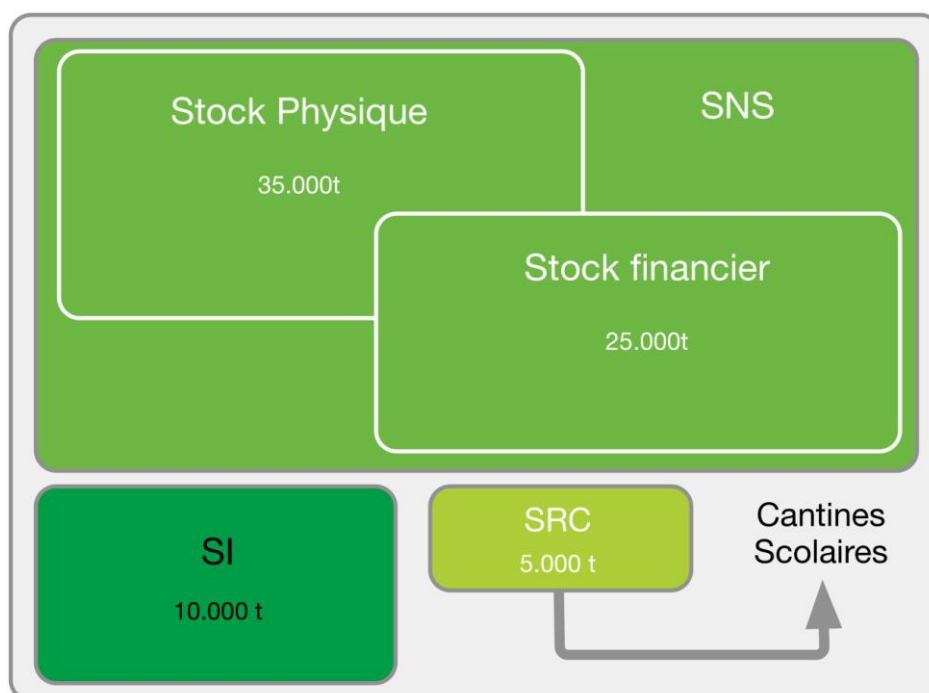 Stock Physique
35.000t
SNS
Stock financier
25.000t
SI
10.000 t
SRC
5.000 t
Cantines
Scolaires